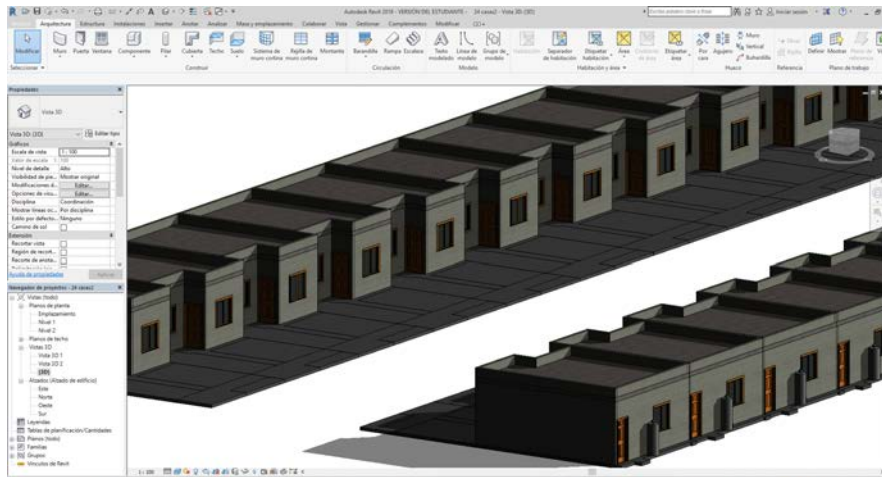 Autodesk Revit 2019 - VERSIÓN DEL ESTUDIANTE - 24 casas2 - Vista 3D: {3D}
Iniciar sesión
Arquitectura Estructura Instalaciones Insertar Anotar Analizar Masa y emplazamiento Colaborar Vista Gestionar Complementos Modificar
Modificar Muro Puerta Ventana Componente Pilar Cubierta Techo Suelo Sistema de muro cortina Rejilla de muro cortina Montante Barandilla Rampa Escalera Texto modelado Línea de modelo Grupo de modelo Habitación Separador de habitación Etiquetar habitación Área Etiquetar área Por cara Agujero Muro Vertical Buhardilla Definir Mostrar
Seleccionar Construir Circulación Modelo Habitación y área Hueco Referencia Plano de trabajo
Propiedades
Vista 3D
Vista 3D: {3D} Editar tipo
Gráficos
Escala de vista 1 : 100
Valor de escala 1: 100
Nivel de detalle Alto
Visibilidad de pie... Mostrar original
Modificaciones d... Editar...
Opciones de visu... Editar...
Disciplina Coordinación
Mostrar líneas oc... Por disciplina
Estilo por defecto... Ninguno
Camino de sol
Extensión
Recortar vista
Región de recort...
Recorte de anota...
Ayuda de propiedades Aplicar
Navegador de proyectos - 24 casas2
Vistas (todo)
Planos de planta
Emplazamiento
Nivel 1
Nivel 2
Planos de techo
Vistas 3D
Vista 3D 1
Vista 3D 2
{3D}
Alzados (Alzado de edificio)
Este
Norte
Oeste
Sur
Leyendas
Tablas de planificación/Cantidades
Planos (todo)
Familias
Grupos
Vínculos de Revit
1 : 100